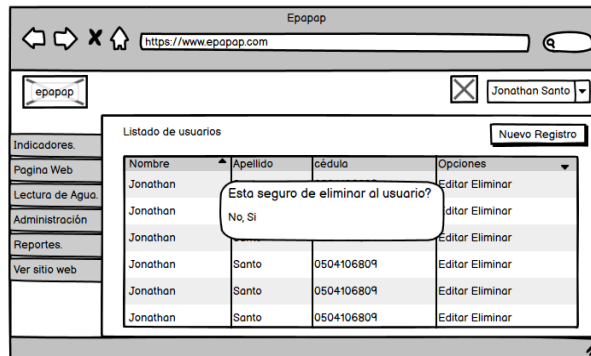 Epapap
https://www.epapap.com
epapap
Jonathan Santo
Indicadores.
Pagina Web
Lectura de Agua.
Administración
Reportes.
Ver sitio web
Listado de usuarios
Nuevo Registro
Nombre Apellido cédula Opciones
Jonathan Editar Eliminar
Jonathan Editar Eliminar
Jonathan Editar Eliminar
Esta seguro de eliminar al usuario?
No, Si
Jonathan Santo 0504106809 Editar Eliminar
Jonathan Santo 0504106809 Editar Eliminar
Jonathan Santo 0504106809 Editar Eliminar